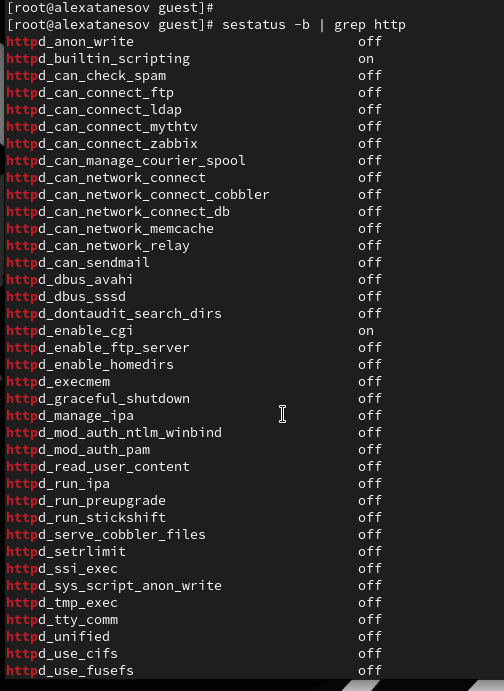 [root@alexatanesov guest]#
[root@alexatanesov guest]# sestatus -b | grep http
httpd_anon_write off
httpd_builtin_scripting on
httpd_can_check_spam off
httpd_can_connect_ftp off
httpd_can_connect_ldap off
httpd_can_connect_mythtv off
httpd_can_connect_zabbix off
httpd_can_manage_courier_spool off
httpd_can_network_connect off
httpd_can_network_connect_cobbler off
httpd_can_network_connect_db off
httpd_can_network_memcache off
httpd_can_network_relay off
httpd_can_sendmail off
httpd_dbus_avahi off
httpd_dbus_sssd off
httpd_dontaudit_search_dirs off
httpd_enable_cgi on
httpd_enable_ftp_server off
httpd_enable_homedirs off
httpd_execmem off
httpd_graceful_shutdown off
httpd_manage_ipa off
httpd_mod_auth_ntlm_winbind off
httpd_mod_auth_pam off
httpd_read_user_content off
httpd_run_ipa off
httpd_run_preupgrade off
httpd_run_stickshift off
httpd_serve_cobbler_files off
httpd_setrlimit off
httpd_ssi_exec off
httpd_sys_script_anon_write off
httpd_tmp_exec off
httpd_tty_comm off
httpd_unified off
httpd_use_cifs off
httpd_use_fusefs off